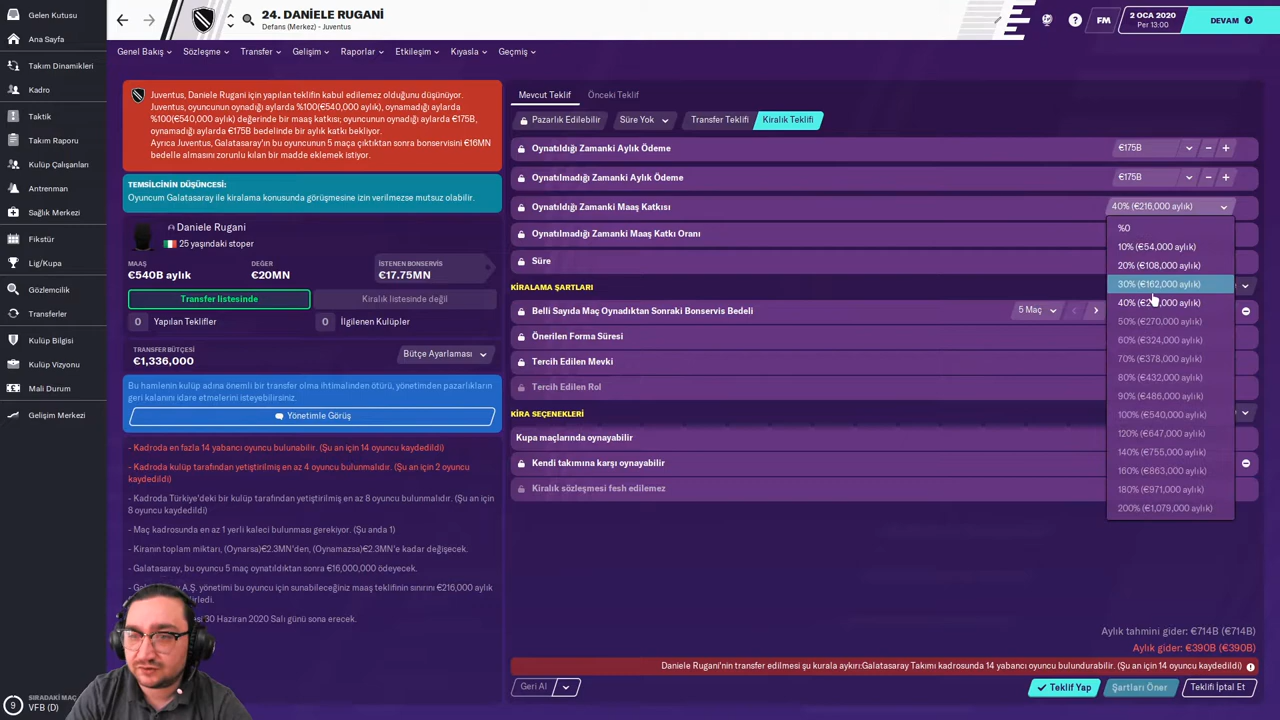 Gelen Kutusu
Ana Sayfa
Takım Dinamikleri
Kadro
Taktik
Takım Raporu
Kulüp Çalışanları
Antrenman
Sağlık Merkezi
Fikstür
Lig/Kupa
Gözlemcilik
Transferler
Kulüp Bilgisi
Kulüp Vizyonu
Mali Durum
Gelişim Merkezi
9 SIRADAKİ MAÇ
VFB (D)
24. DANİELE RUGANİ
Defans (Merkez) - Juventus
? FM
2 OCA 2020
Per 13:00
DEVAM
Genel Bakış Sözleşme Transfer Gelişim Raporlar Etkileşim Kıyasla Geçmiş
Juventus, Daniele Rugani için yapılan teklifin kabul edilemez olduğunu düşünüyor.
Juventus, oyuncunun oynadığı aylarda %100(€540,000 aylık), oynamadığı aylarda
%100(€540,000 aylık) değerinde bir maaş katkısı; oyuncunun oynadığı aylarda €175B,
oynamadığı aylarda €175B bedelinde bir aylık katkı bekliyor.
Ayrıca Juventus, Galatasaray'ın bu oyuncunun 5 maça çıktıktan sonra bonservisini €16MN
bedelle almasını zorunlu kılan bir madde eklemek istiyor.
TEMSİLCİNİN DÜŞÜNCESİ:
Oyuncum Galatasaray ile kiralama konusunda görüşmesine izin verilmezse mutsuz olabilir.
Daniele Rugani
25 yaşındaki stoper
MAAŞ
€540B aylık
DEĞER
€20MN
İSTENEN BONSERVİS
€17.75MN
Transfer listesinde
Kiralık listesinde değil
0 Yapılan Teklifler
0 İlgilenen Kulüpler
TRANSFER BÜTÇESİ
€1,336,000
Bütçe Ayarlaması
Bu hamlenin kulüp adına önemli bir transfer olma ihtimalinden ötürü, yönetimden pazarlıkların
geri kalanı idare etmelerini isteyebilirsiniz.
Yönetimle Görüş
- Kadroda en fazla 14 yabancı oyuncu bulunabilir. (Şu an için 14 oyuncu kaydedildi)
- Kadroda kulüp tarafından yetiştirilmiş en az 4 oyuncu bulunmalıdır. (Şu an için 2 oyuncu
kaydedildi)
- Kadroda Türkiye'deki bir kulüp tarafından yetiştirilmiş en az 8 oyuncu bulunmalıdır. (Şu an için
8 oyuncu kaydedildi)
- Maç kadrosunda en az 1 yerli kaleci bulunması gerekiyor. (Şu anda 1)
- Kiranın toplam miktarı, (Oynarsa)€2.3MN'den, (Oynamazsa)€2.3MN'e kadar değişecek.
- Galatasaray, bu oyuncu 5 maç oynatıldıktan sonra €16,000,000 ödeyecek.
A.Ş. yönetimi bu oyuncu için sunabileceğiniz maaş teklifinin sınırını €216,000 aylık
30 Haziran 2020 Salı günü sona erecek.
Mevcut Teklif
Önceki Teklif
Pazarlık Edilebilir
Süre Yok
Transfer Teklifi
Kiralık Teklifi
Oynatıldığı Zamanki Aylık Ödeme
€175B
Oynatılmadığı Zamanki Aylık Ödeme
€175B
Oynatıldığı Zamanki Maaş Katkısı
40% (€216,000 aylık)
Oynatılmadığı Zamanki Maaş Katkı Oranı
Süre
KİRALAMA ŞARTLARI
Belli Sayıda Maç Oynadıktan Sonraki Bonservis Bedeli
5 Maç
Önerilen Forma Süresi
Tercih Edilen Mevki
Tercih Edilen Rol
KİRA SEÇENEKLERİ
Kupa maçlarında oynayabilir
Kendi takımına karşı oynayabilir
Kiralık sözleşmesi fesh edilemez
%0
10% (€54,000 aylık)
20% (€108,000 aylık)
30% (€162,000 aylık)
40% aylık)
50% (€270,000 aylık)
60% (€324,000 aylık)
70% (€378,000 aylık)
80% (€432,000 aylık)
90% (€486,000 aylık)
100% (€540,000 aylık)
120% (€647,000 aylık)
140% (€755,000 aylık)
160% (€863,000 aylık)
180% (€971,000 aylık)
200% (€1,079,000 aylık)
Aylık tahmini gider: €714B (€714B)
Aylık gider: €390B (€390B)
Daniele Rugani'nin transfer edilmesi şu kurala aykırı:Galatasaray Takımı kadrosunda 14 yabancı oyuncu bulundurabilir. (Şu an için 14 oyuncu kaydedildi)
Geri Al
Teklif Yap
Şartları Öner
Teklifi İptal Et